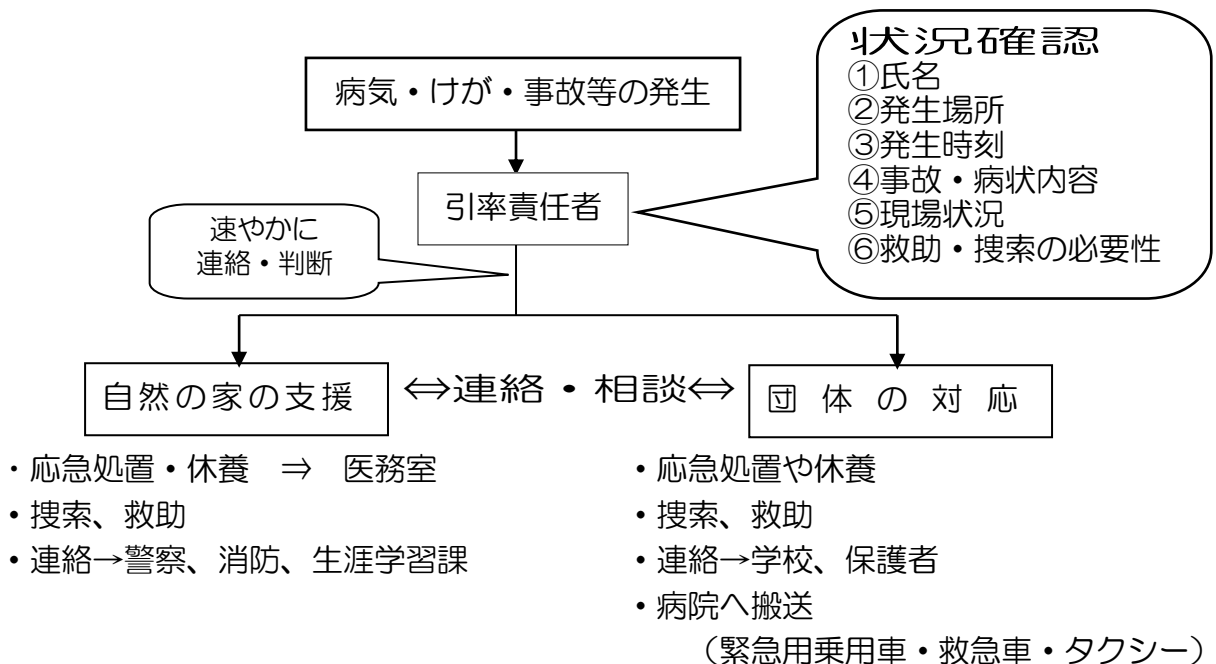 状況確認
①氏名
②発生場所
③発生時刻
④事故・病状内容
⑤現場状況
⑥救助・捜索の必要性
病気・けが・事故等の発生
引率責任者
速やかに
連絡・判断
自然の家の支援
⇔連絡・相談⇔
団体の対応
・応急処置・休養 ⇒ 医務室
・捜索、救助
・連絡→警察、消防、生涯学習課
・応急処置や休養
・捜索、救助
・連絡→学校、保護者
・病院へ搬送
（緊急用乗用車・救急車・タクシー）